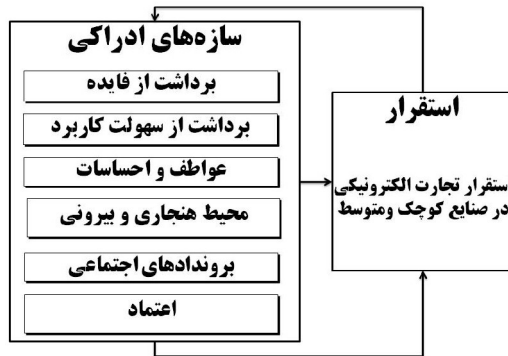 سازه‌های ادراکی
برداشت از فایده
برداشت از سهولت کاربرد
عواطف و احساسات
محیط هنجاری و بیرونی
بروندادهای اجتماعی
اعتماد
استقرار
ستقرار تجارت الکترونیکی
در صنایع کوچک ومتوسط